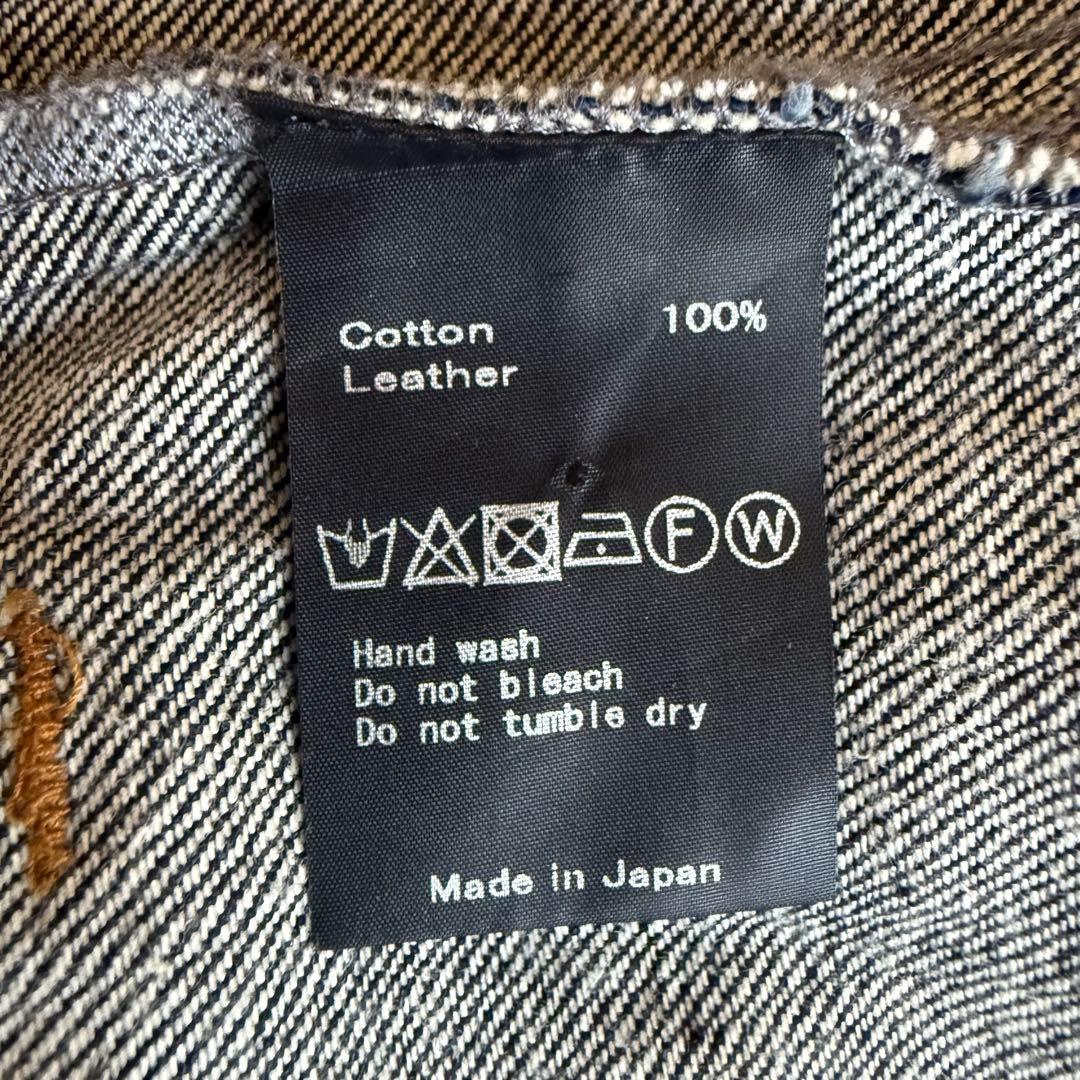 Cotton 100%
Leather
F W
Hand wash
Do not bleach
Do not tumble dry
Made in Japan